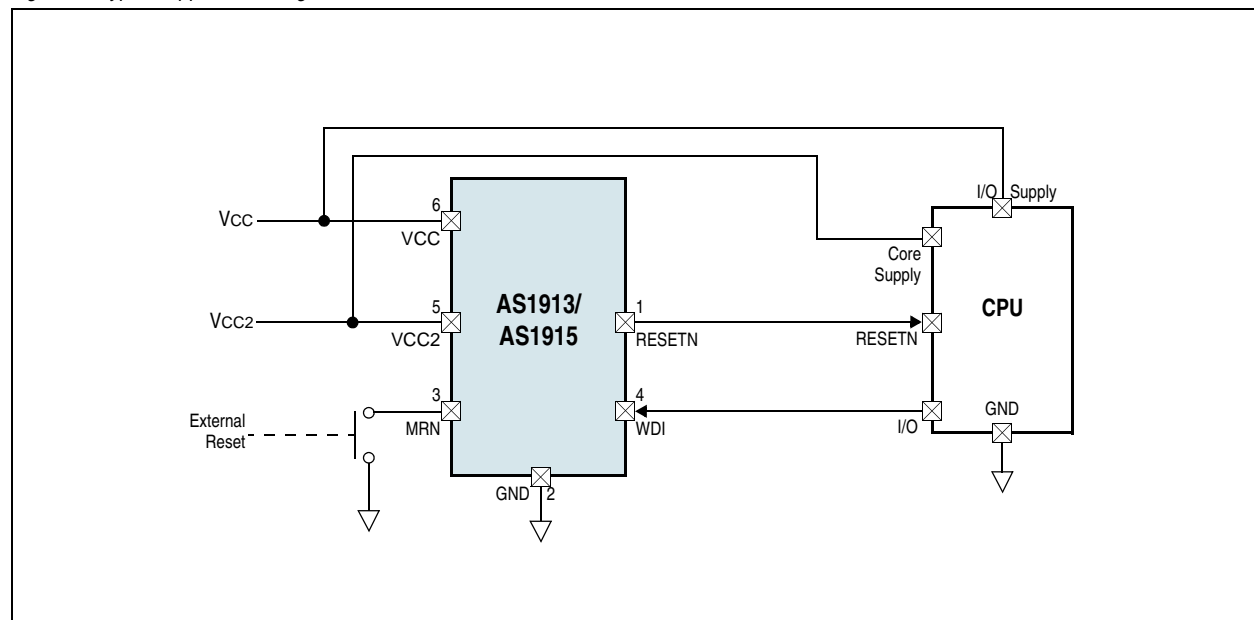 I/O Supply
6
VCC
VCC
Core
Supply
CPU
AS1913/
AS1915
5
VCC2
VCC2
1
RESETN
RESETN
3
MRN
4
WDI
I/O
GND
External
Reset
GND 2